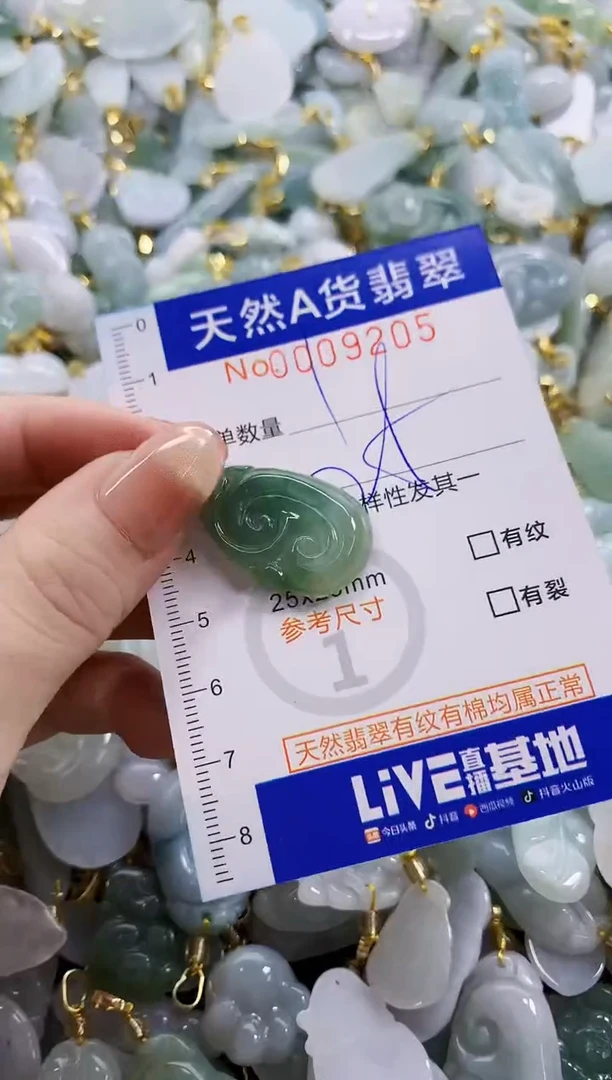 天然A货翡翠
No0009205
0
1
单数量
样性发其一
4
25x
mm
有纹
参考尺寸
5
有裂
1
6
天然翡翠有纹有棉均属正常
7
LiVE直播基地
今日头条 抖音 西瓜视频 抖音火山版
8